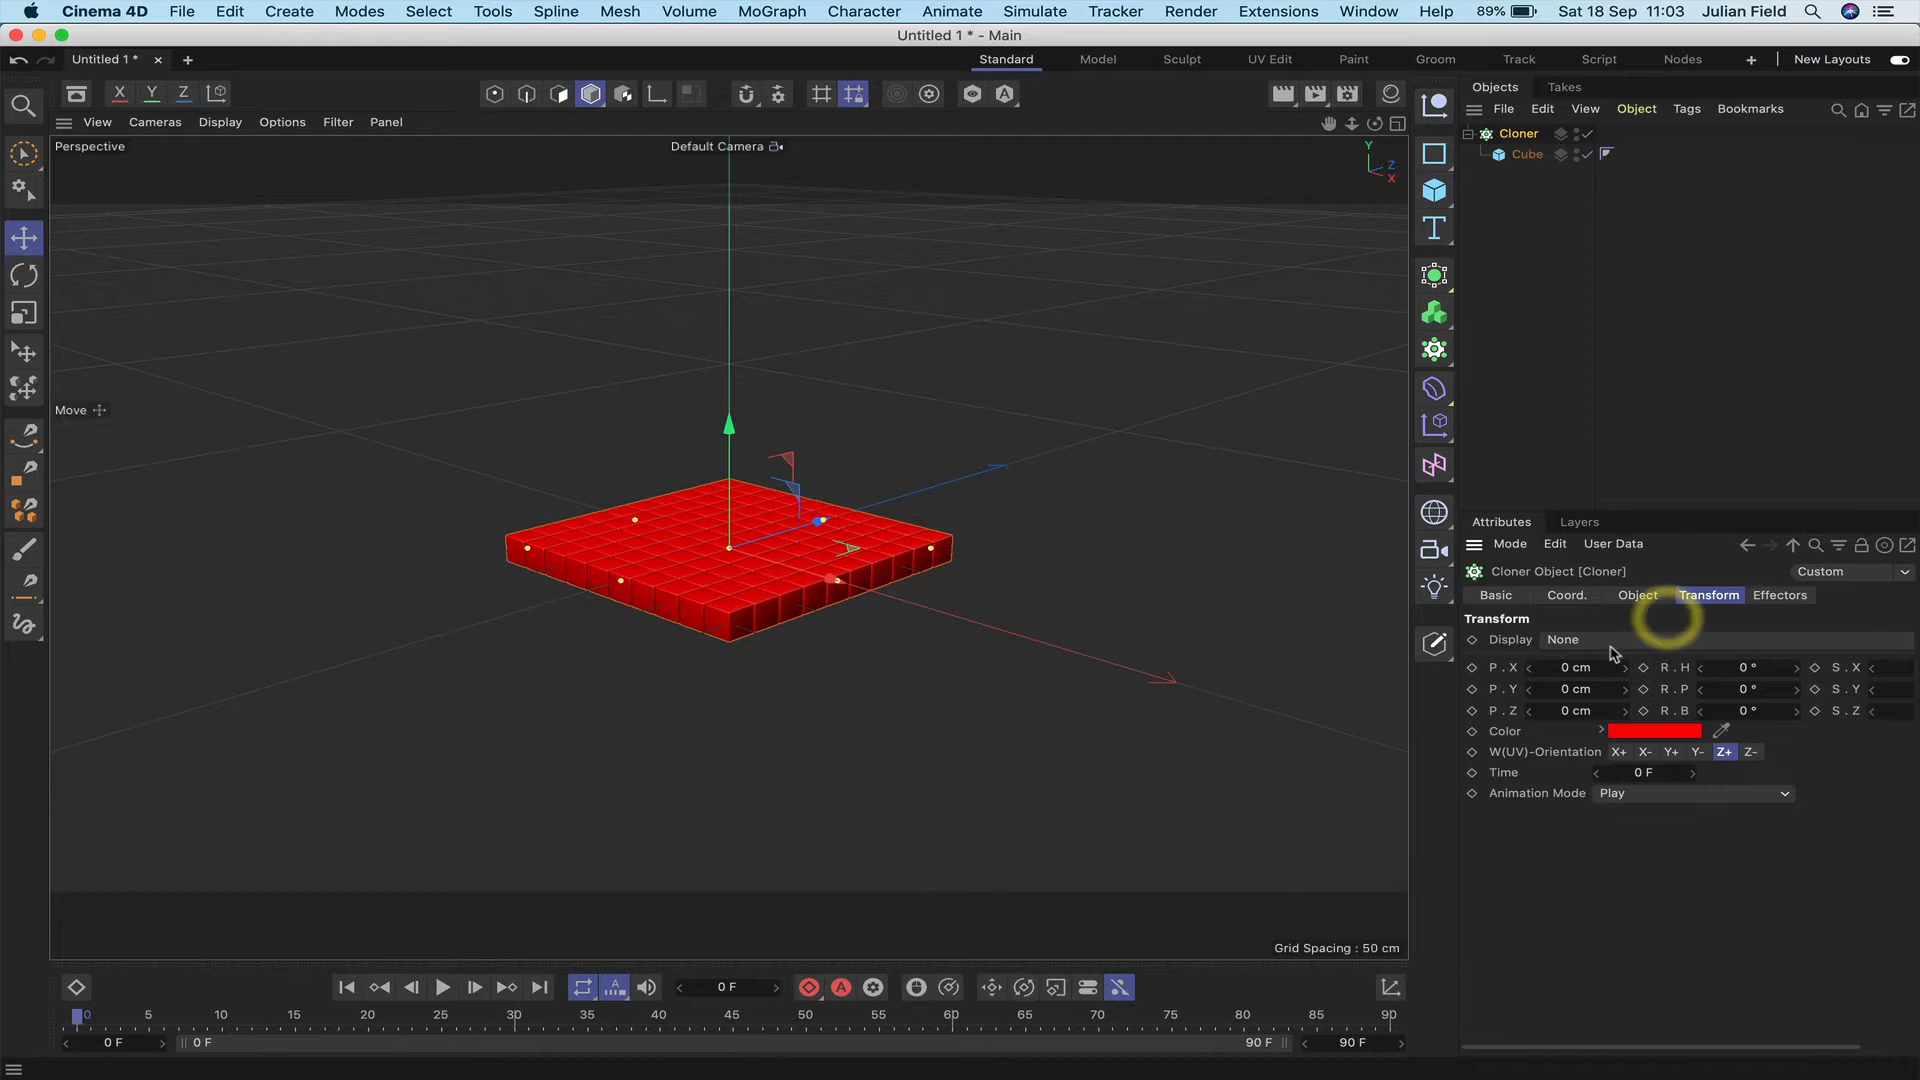 Cinema 4D File Edit Create Modes Select Tools Spline Mesh Volume MoGraph Character Animate Simulate Tracker Render Extensions Window Help 89% Sat 18 Sep 11:03 Julian Field
Untitled 1 * - Main
Untitled 1 * × + Standard Model Sculpt UV Edit Paint Groom Track Script Nodes + New Layouts
Objects Takes
X Y Z
File Edit View Object Tags Bookmarks
View Cameras Display Options Filter Panel
Cloner
Perspective Default Camera Y
Z
X
Cube
T
Move
Attributes Layers
Mode Edit User Data
Cloner Object [Cloner] Custom
Basic Coord. Object Transform Effectors
Transform
Display None
P . X 0 cm R . H 0 ° S . X
P . Y 0 cm R . P 0 ° S . Y
P . Z 0 cm R . B 0 ° S . Z
Color
W(UV)-Orientation X+ X- Y+ Y- Z+ Z-
Time 0 F
Animation Mode Play
Grid Spacing : 50 cm
0 F
0 5 10 15 20 25 30 35 40 45 50 55 60 65 70 75 80 85 90
0 F 0 F 90 F 90 F